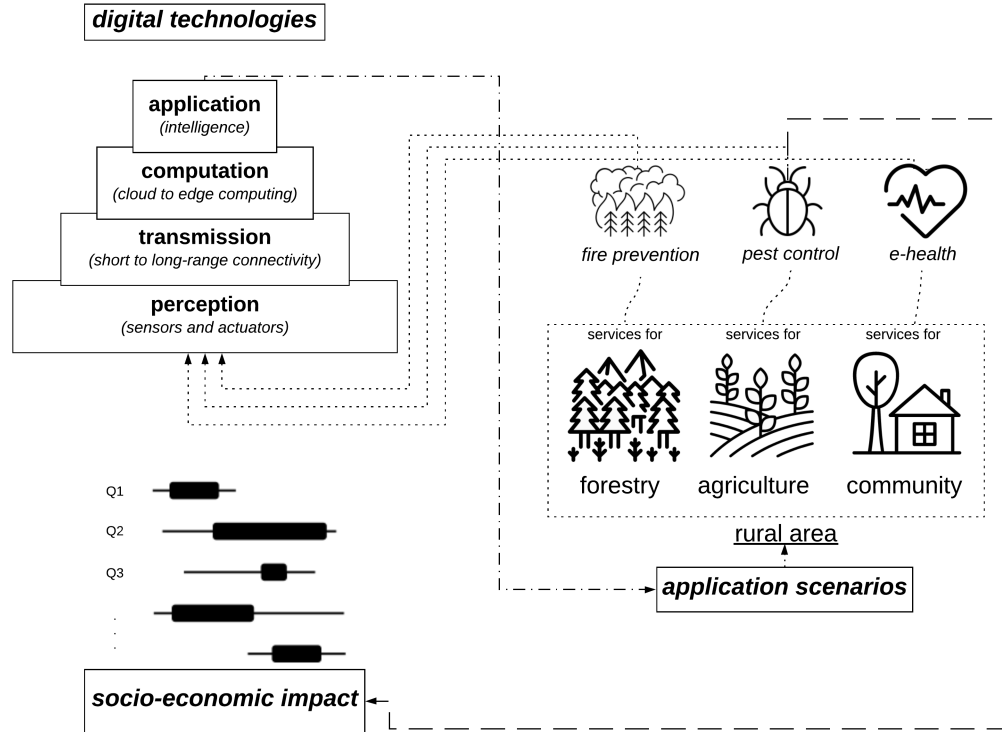 digital technologies
application
(intelligence)
computation
(cloud to edge computing)
transmission
(short to long-range connectivity)
perception
(sensors and actuators)
fire prevention
pest control
e-health
services for
services for
services for
forestry
agriculture
community
rural area
application scenarios
Q1
Q2
Q3
.
.
.
socio-economic impact